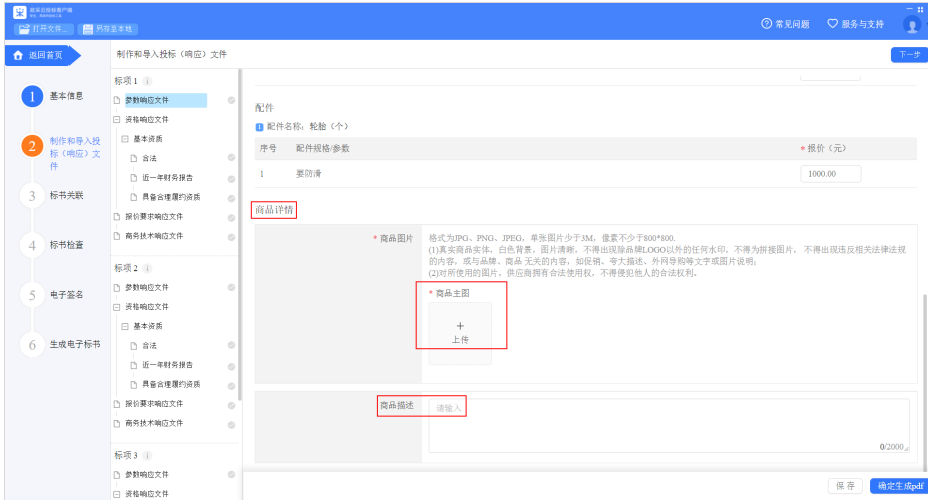 政采云投标客户端
打开文件... 另存至本地
常见问题 服务与支持
返回首页
制作和导入投标（响应）文件
下一步
1 基本信息
2 制作和导入投
标（响应）文
件
3 标书关联
4 标书检查
5 电子签名
6 生成电子标书
标项 1
参数响应文件
资格响应文件
基本资质
合法
近一年财务报告
具备合理履约资质
报价要求响应文件
商务技术响应文件
标项 2
参数响应文件
资格响应文件
基本资质
合法
近一年财务报告
具备合理履约资质
报价要求响应文件
商务技术响应文件
标项 3
参数响应文件
资格响应文件
配件
1 配件名称：轮胎（个）
序号 配件规格/参数 * 报价（元）
1 要防滑 1000.00
商品详情
* 商品图片
格式为JPG、PNG、JPEG，单张图片少于3M，像素不少于800*800.
(1)真实商品实体，白色背景，图片清晰，不得出现除品牌LOGO以外的任何水印，不得为拼接图片， 不得出现违反相关法律法规
的内容，或与品牌、商品 无关的内容，如促销、夸大描述、外网导购等文字或图片说明；
(2)对所使用的图片，供应商拥有合法使用权，不得侵犯他人的合法权利、
* 商品主图
+
上传
商品描述
请输入
0/2000
保 存 确定生成pdf